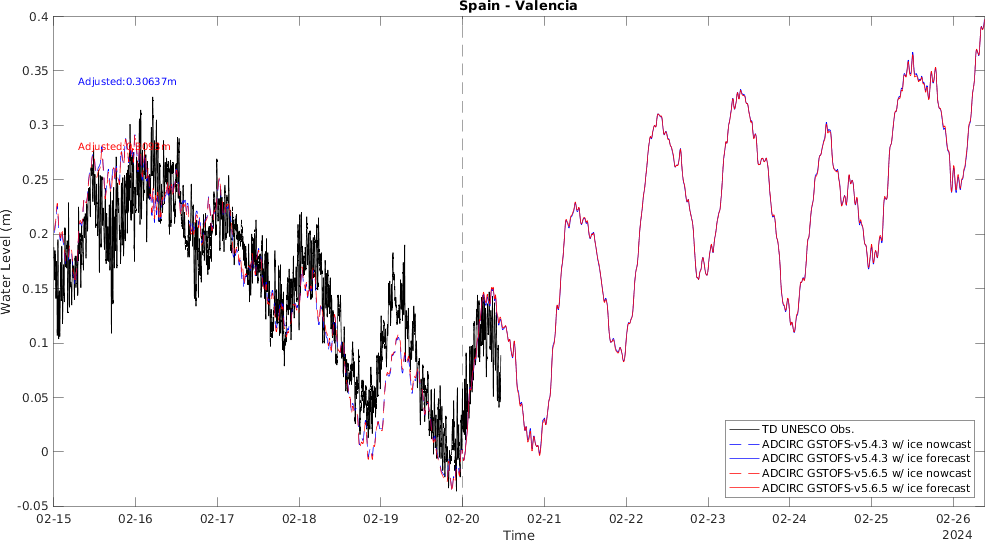 Spain - Valencia
0.4
0.35
0.3
0.25
0.2
0.15
0.1
0.05
0
-0.05
Water Level (m)
Adjusted:0.30637m
02-15
02-16
02-17
02-18
02-19
02-20
02-21
02-22
02-23
02-24
02-25
02-26
Time
2024
TD UNESCO Obs.
ADCIRC GSTOFS-v5.4.3 w/ ice nowcast
ADCIRC GSTOFS-v5.4.3 w/ ice forecast
ADCIRC GSTOFS-v5.6.5 w/ ice nowcast
ADCIRC GSTOFS-v5.6.5 w/ ice forecast